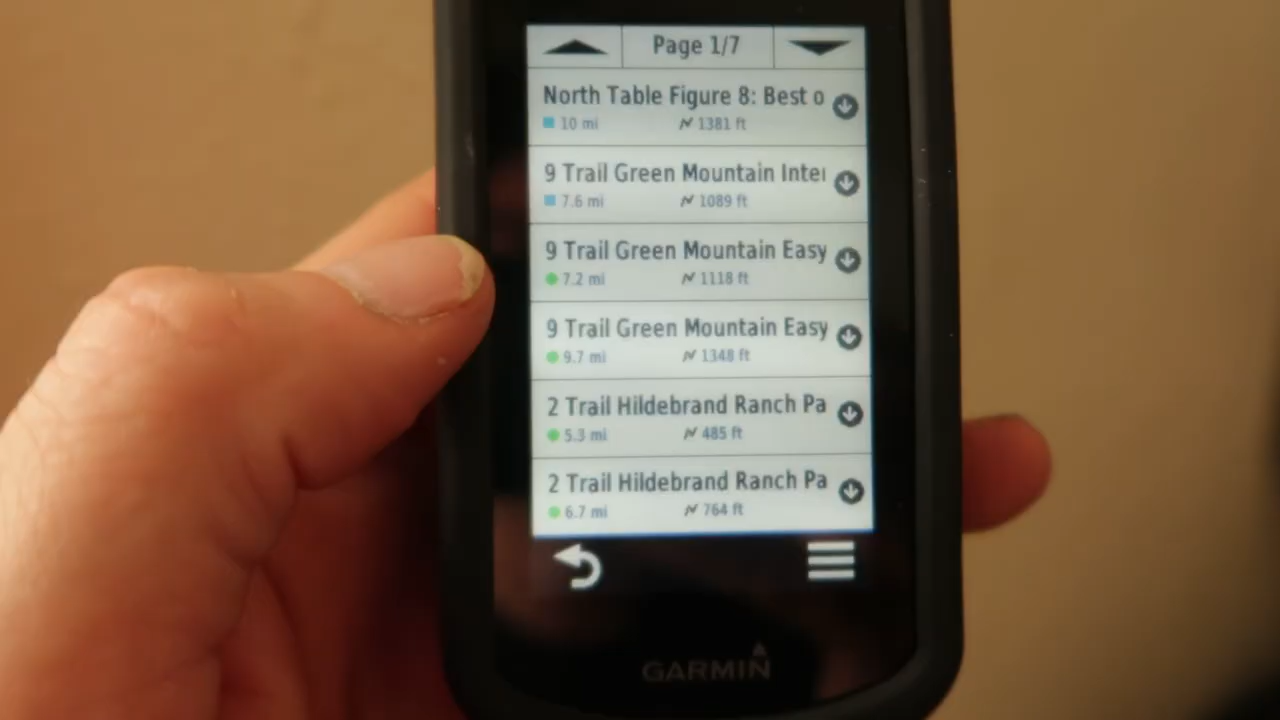 Page 1/7
North Table Figure 8: Best o
10 mi 1381 ft
9 Trail Green Mountain Inter
7.6 mi 1089 ft
9 Trail Green Mountain Easy
7.2 mi 1118 ft
9 Trail Green Mountain Easy
9.7 mi 1348 ft
2 Trail Hildebrand Ranch Pa
5.3 mi 485 ft
2 Trail Hildebrand Ranch Pa
6.7 mi 764 ft
GARMIN